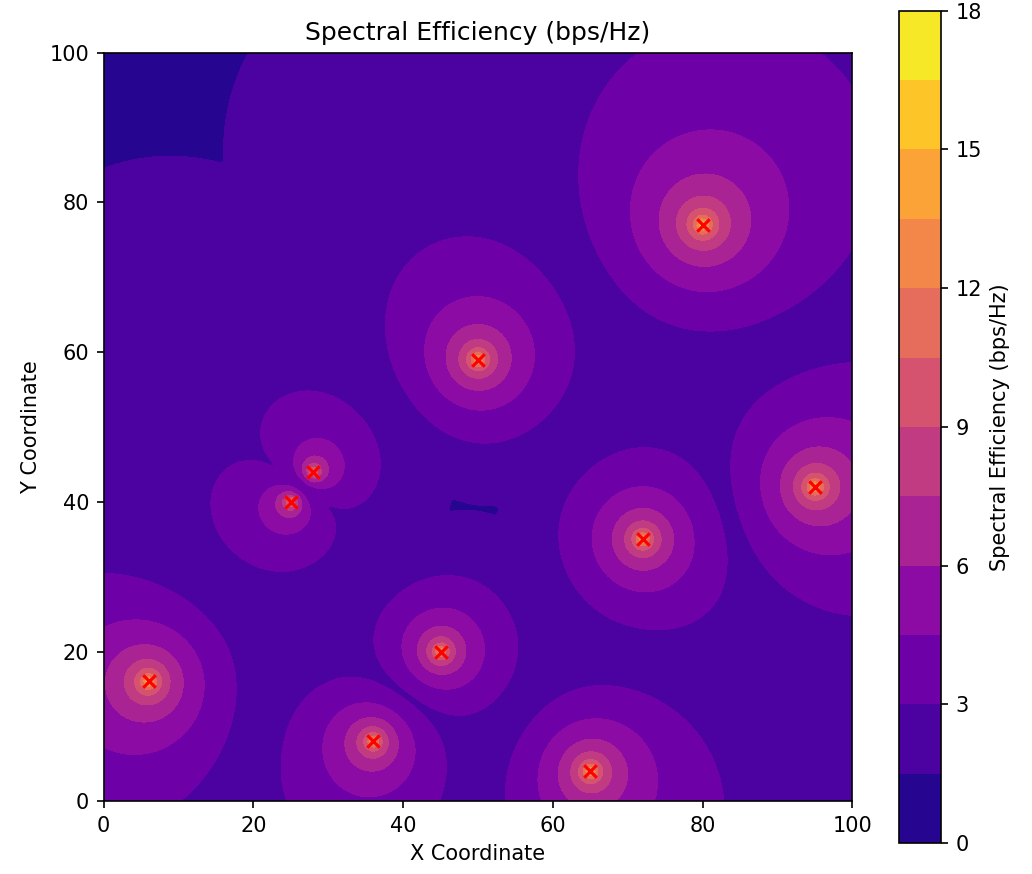 Spectral Efficiency (bps/Hz)
100
80
60
40
20
0
Y Coordinate
0 20 40 60 80 100
X Coordinate
18
15
12
9
6
3
0
Spectral Efficiency (bps/Hz)